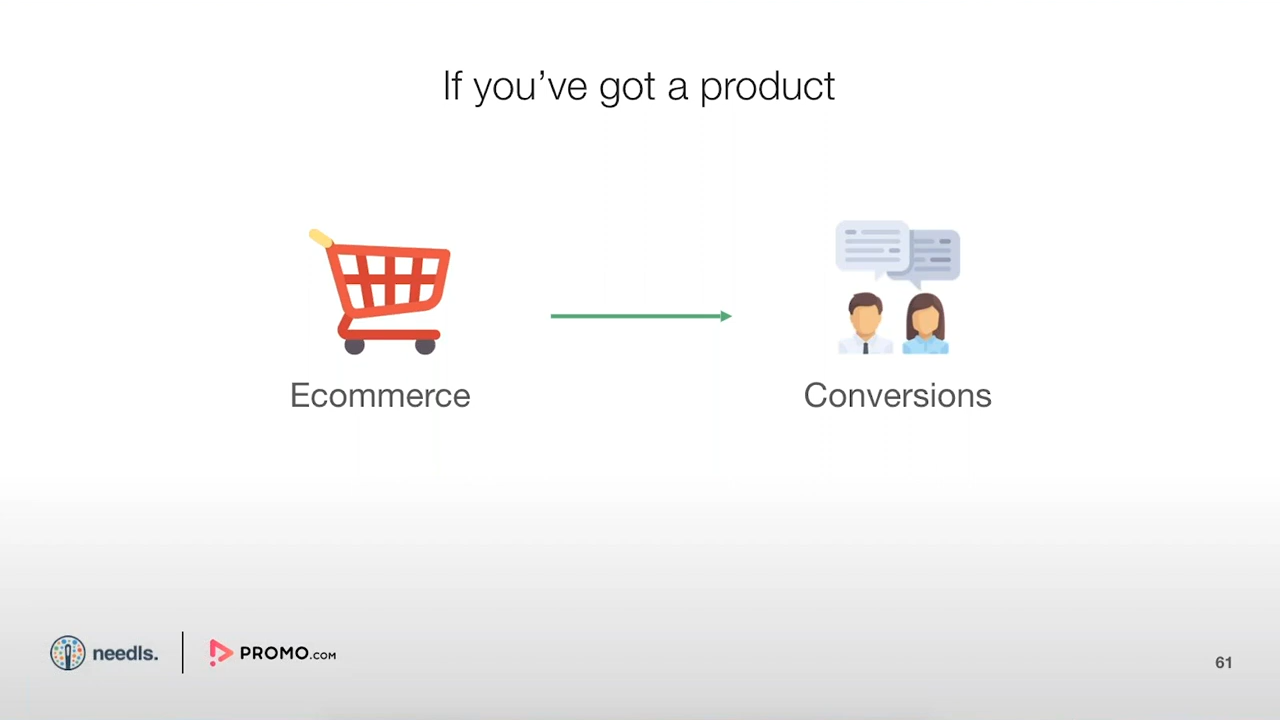 If you’ve got a product
Ecommerce
Conversions
needls.
PROMO.COM
61